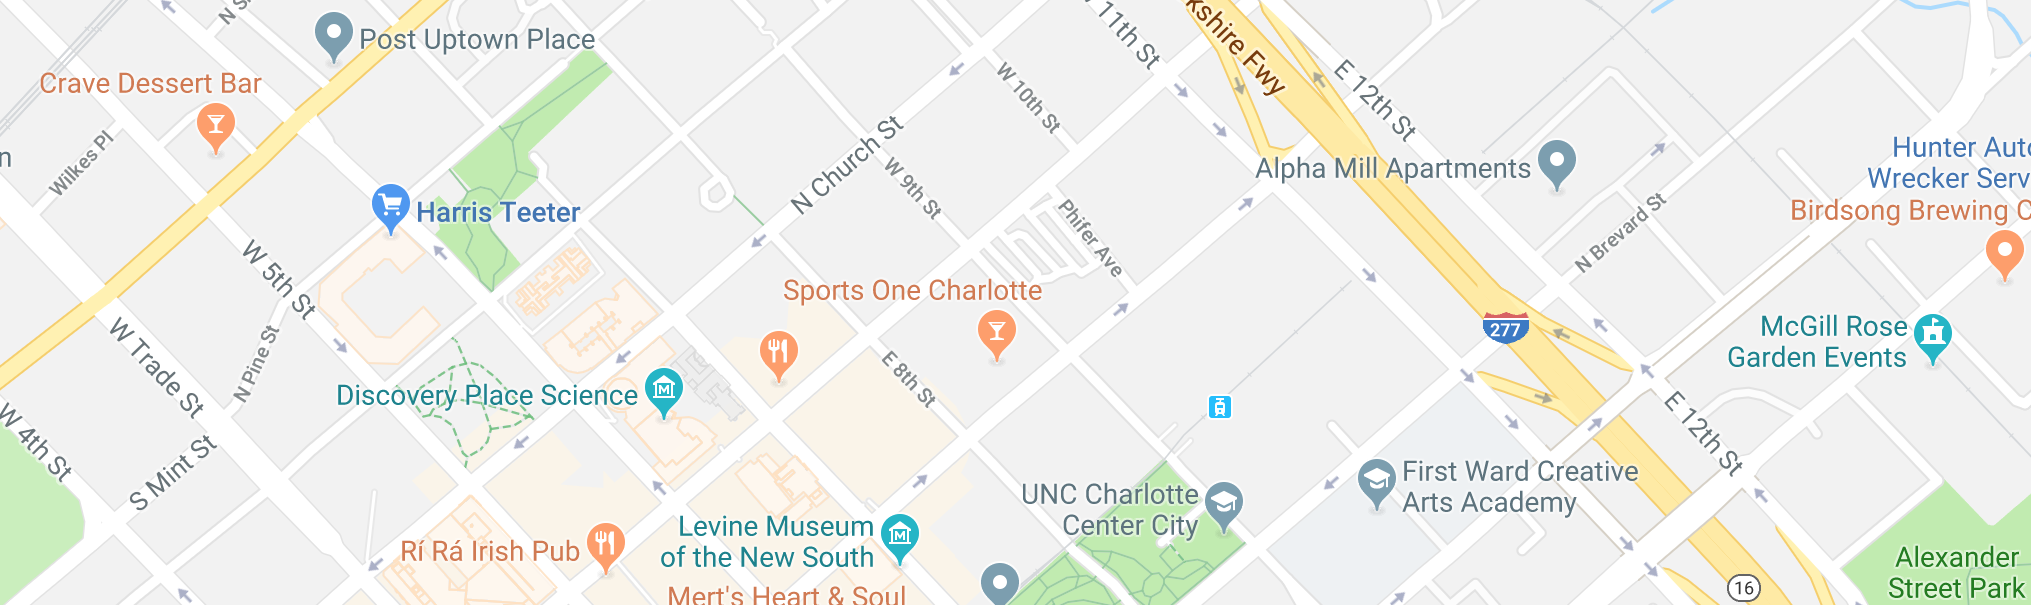 N S
Post Uptown Place
Crave Dessert Bar
Wilkes Pl
n
Harris Teeter
W 5th St
W Trade St
N Pine St
W 4th St
S Mint St
Discovery Place Science
Rí Rá Irish Pub
Levine Museum
of the New South
Mert's Heart & Soul
Sports One Charlotte
E 8th St
N Church St
W 9th St
W 10th St
W 11th St
Phifer Ave
kshire Fwy
E 12th St
Alpha Mill Apartments
N Brevard St
Hunter Auto
Wrecker Serv
Birdsong Brewing C
277
McGill Rose
Garden Events
E 12th St
UNC Charlotte
Center City
First Ward Creative
Arts Academy
16
Alexander
Street Park